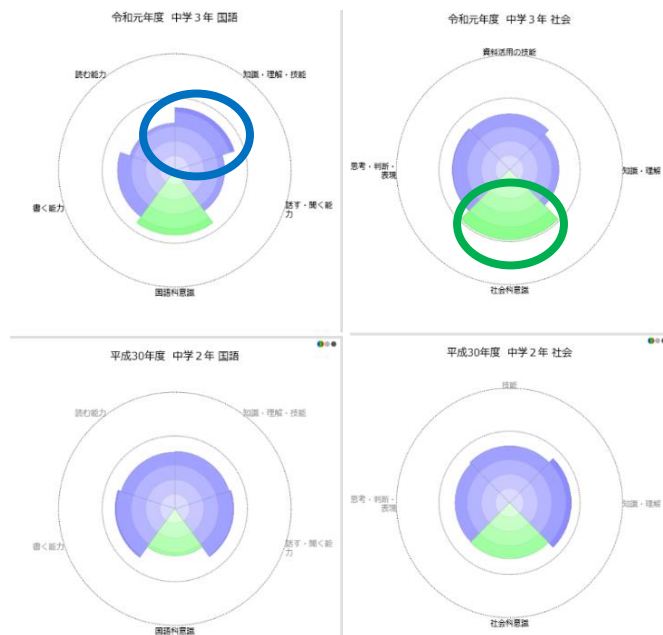 令和元年度 中学３年 国語
読む能力
知識・理解・技能
書く能力
話す・聞く能
力
国語科意識
令和元年度 中学３年 社会
資料活用の技能
思考・判断・
表現
知識・理解
社会科意識
平成30年度 中学２年 国語
読む能力
知識・理解・技能
書く能力
話す・聞く能
力
国語科意識
平成30年度 中学２年 社会
技能
思考・判断・
表現
知識・理解
社会科意識